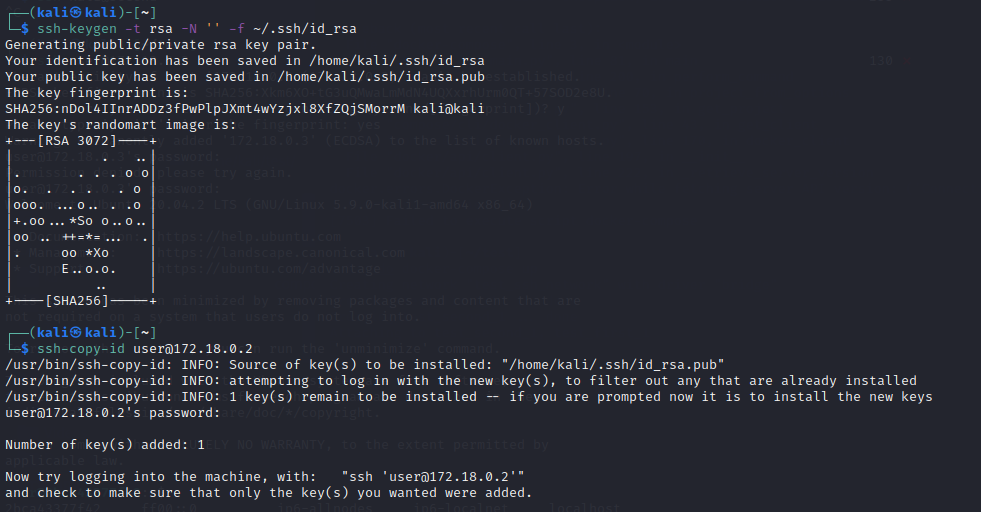 ┌──(kali㉿kali)-[~]
└─$ ssh-keygen -t rsa -N '' -f ~/.ssh/id_rsa
Generating public/private rsa key pair.
Your identification has been saved in /home/kali/.ssh/id_rsa
Your public key has been saved in /home/kali/.ssh/id_rsa.pub
The key fingerprint is:
SHA256:nDol4IInrADDz3fPwPlpJXmt4wYzjxl8XfZQjSMorrM kali@kali
The key's randomart image is:
+---[RSA 3072]----+
|           .   ..|
|.       . . . o o|
|o.  .  . .   . o |
|ooo.  ...o.. . .o|
|+.oo ... *So o..o..|
|oo ..  ++=*=...  .|
|.     oo *Xo     |
|      E..o.o.    |
|          ..     |
+----[SHA256]-----+
┌──(kali㉿kali)-[~]
└─$ ssh-copy-id user@172.18.0.2
/usr/bin/ssh-copy-id: INFO: Source of key(s) to be installed: "/home/kali/.ssh/id_rsa.pub"
/usr/bin/ssh-copy-id: INFO: attempting to log in with the new key(s), to filter out any that are already installed
/usr/bin/ssh-copy-id: INFO: 1 key(s) remain to be installed -- if you are prompted now it is to install the new keys
user@172.18.0.2's password:
Number of key(s) added: 1
Now try logging into the machine, with:   "ssh 'user@172.18.0.2'"
and check to make sure that only the key(s) you wanted were added.